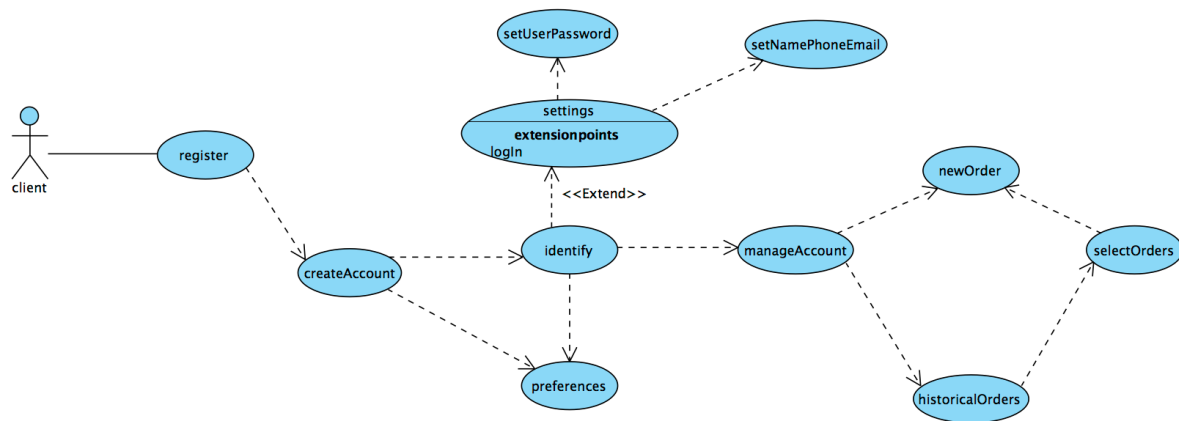 setUserPassword
setNamePhoneEmail
settings
extensionpoints
logIn
register
client
<<Extend>>
newOrder
createAccount
identify
manageAccount
selectOrders
preferences
historicalOrders